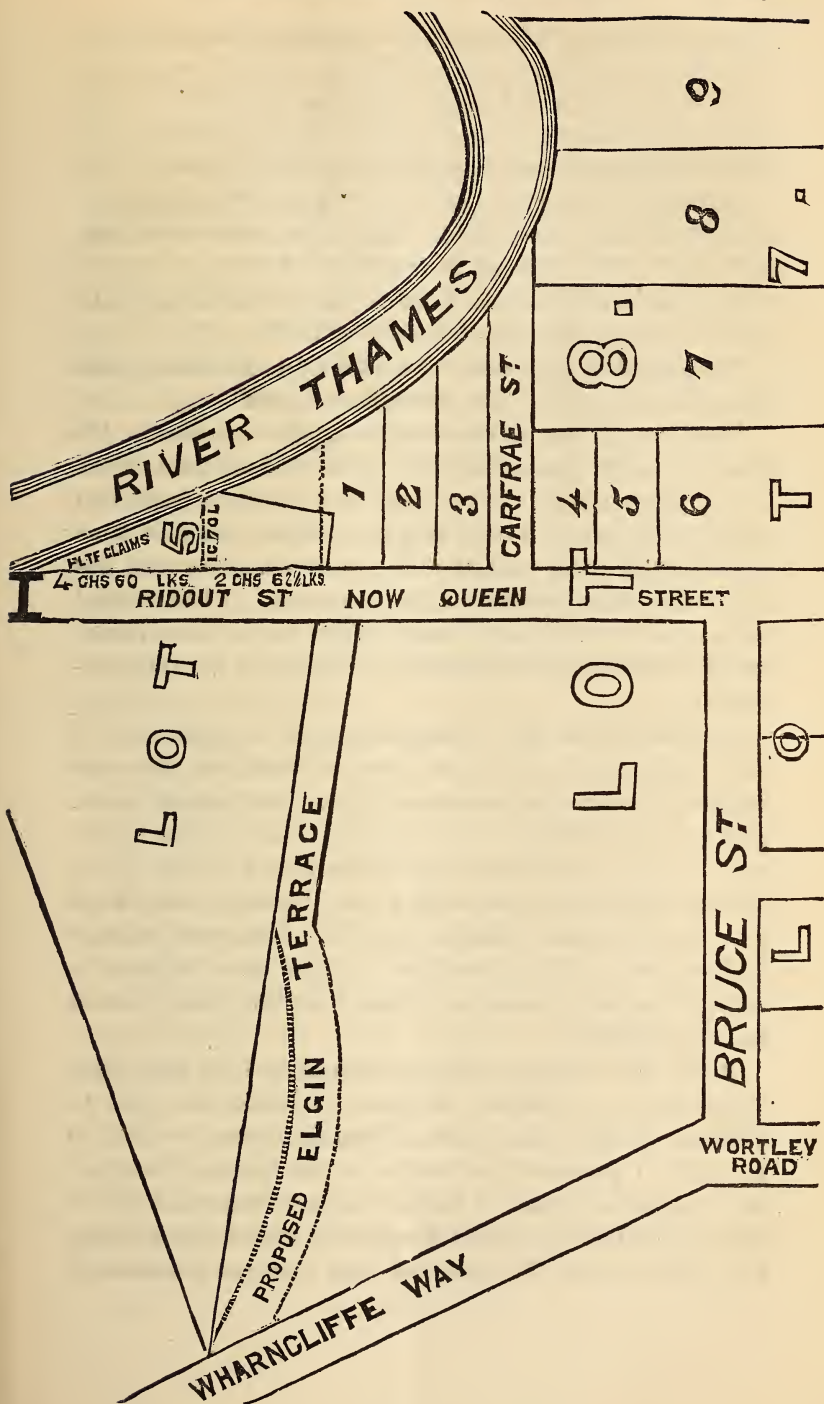 RIVER THAMES
9
8
7
8
7
CARFRAE ST
1
2
3
4
5
6
PLTF CLAIMS
5
1C.70L
4 CHS 60 LKS 2 CHS 62½ LKS
RIDOUT ST NOW QUEEN STREET
LOT
LOT
LOT
PROPOSED ELGIN TERRACE
BRUCE ST
WORTLEY
ROAD
WHARNCLIFFE WAY